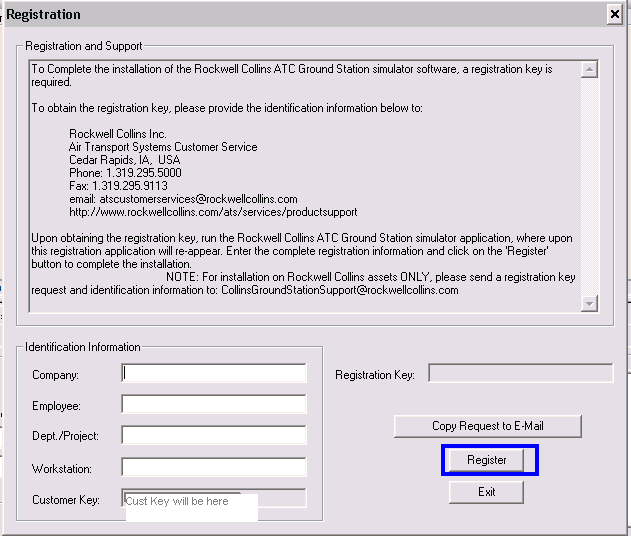 Registration
Registration and Support
To Complete the installation of the Rockwell Collins ATC Ground Station simulator software, a registration key is
required.
To obtain the registration key, please provide the identification information below to:
Rockwell Collins Inc.
Air Transport Systems Customer Service
Cedar Rapids, IA, USA
Phone: 1.319.295.5000
Fax: 1.319.295.9113
email: atscustomerservices@rockwellcollins.com
http://www.rockwellcollins.com/ats/services/productsupport
Upon obtaining the registration key, run the Rockwell Collins ATC Ground Station simulator application, where upon
this registration application will re-appear. Enter the complete registration information and click on the 'Register'
button to complete the installation.
NOTE: For installation on Rockwell Collins assets ONLY, please send a registration key
request and identification information to: CollinsGroundStationSupport@rockwellcollins.com
Identification Information
Company:
Registration Key:
Employee:
Copy Request to E-Mail
Dept./Project:
Register
Workstation:
Exit
Customer Key:
Cust Key will be here